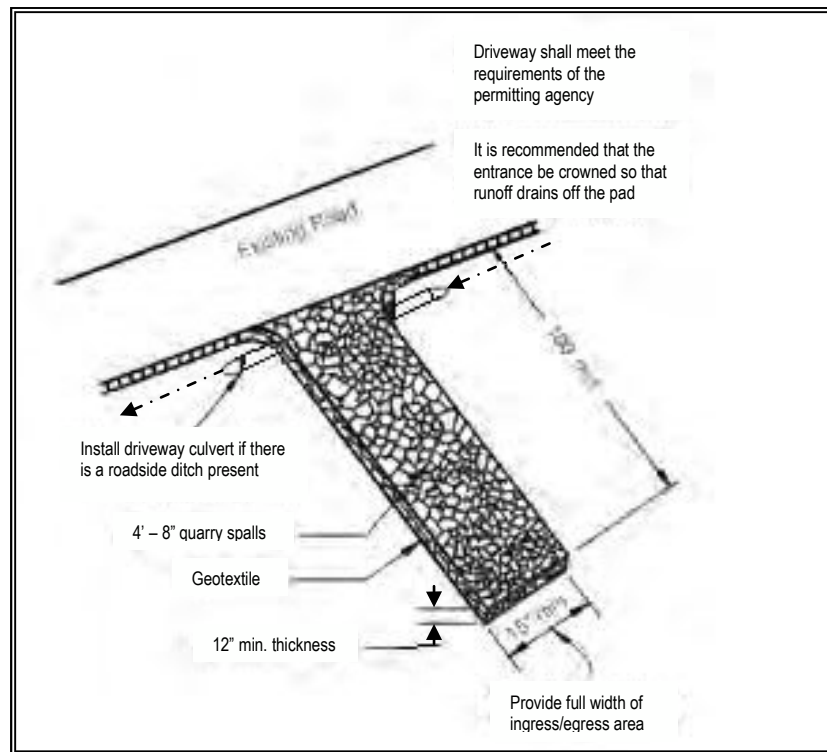 Driveway shall meet the
requirements of the
permitting agency
It is recommended that the
entrance be crowned so that
runoff drains off the pad
Existing Road
Install driveway culvert if there
is a roadside ditch present
4' – 8" quarry spalls
Geotextile
12" min. thickness
Provide full width of
ingress/egress area